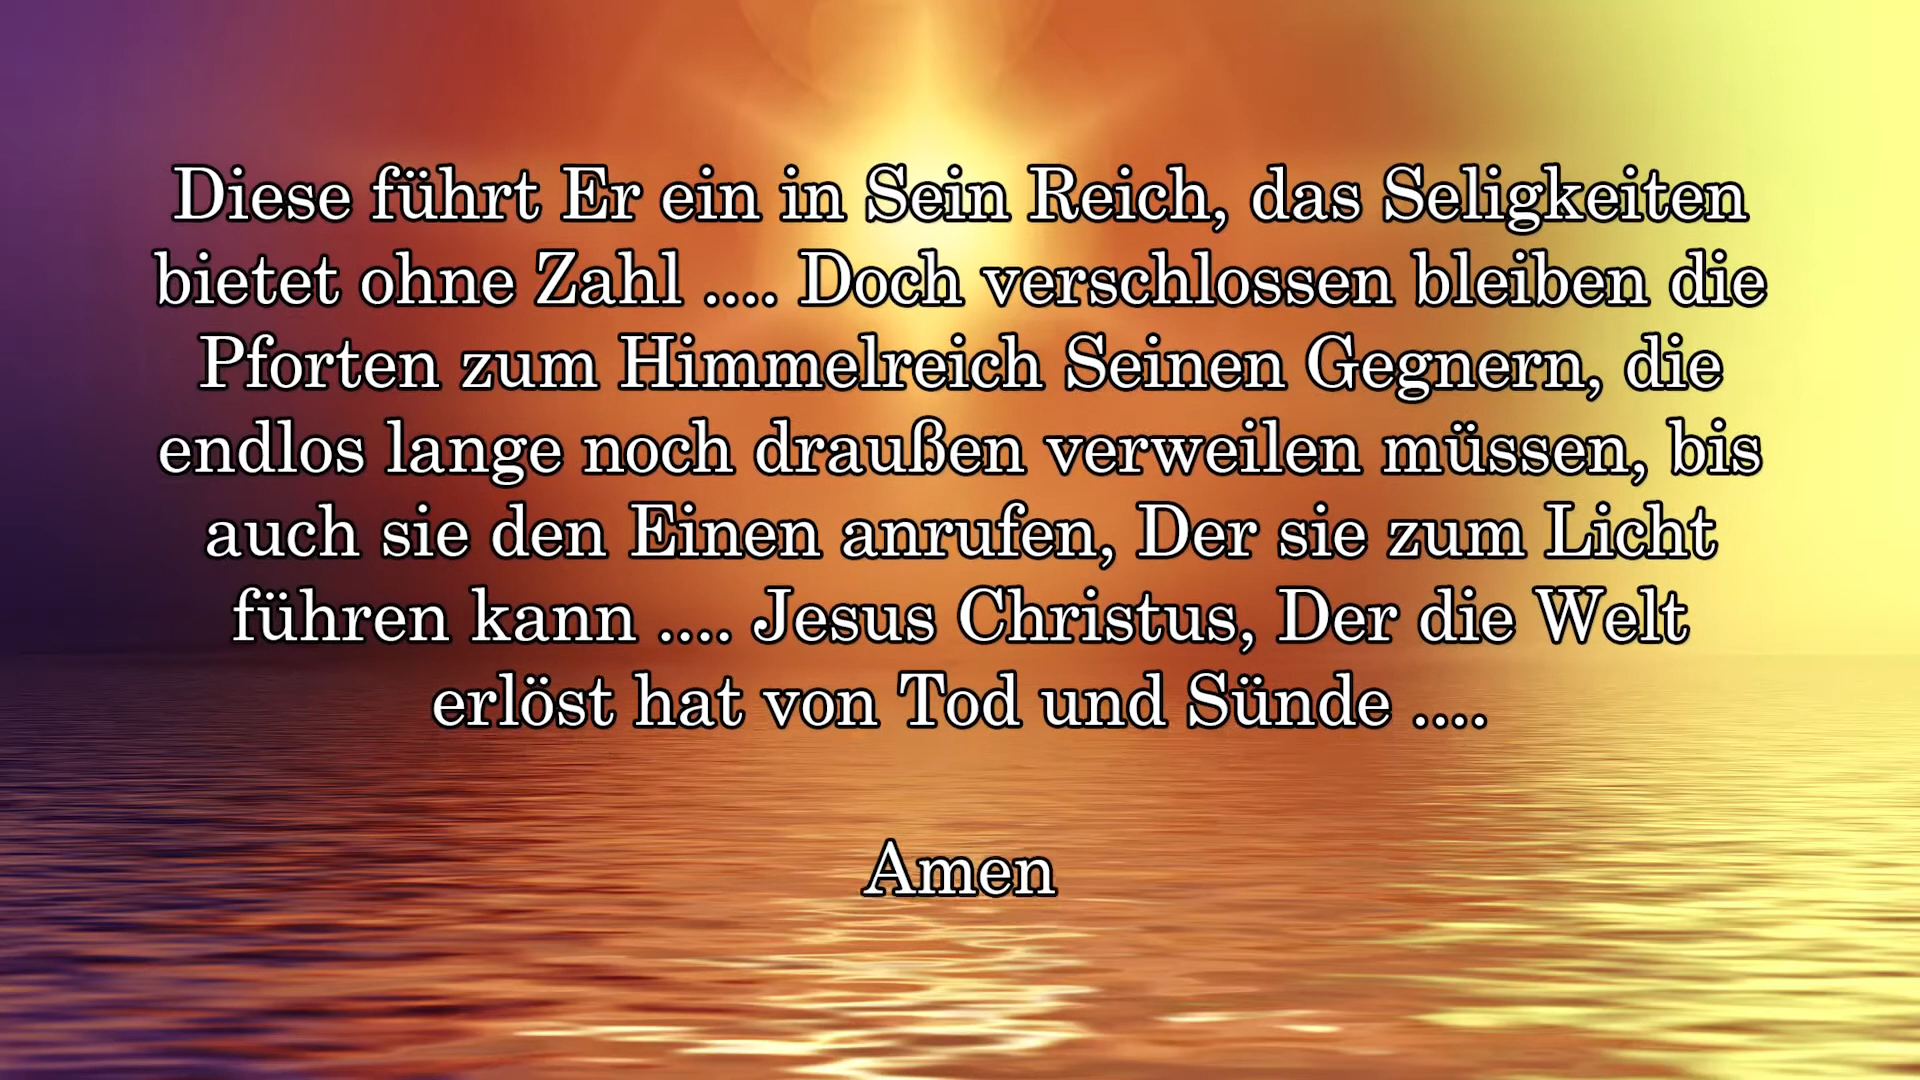 Diese führt Er ein in Sein Reich, das Seligkeiten
bietet ohne Zahl .... Doch verschlossen bleiben die
Pforten zum Himmelreich Seinen Gegnern, die
endlos lange noch draußen verweilen müssen, bis
auch sie den Einen anrufen, Der sie zum Licht
führen kann .... Jesus Christus, Der die Welt
erlöst hat von Tod und Sünde ....
Amen